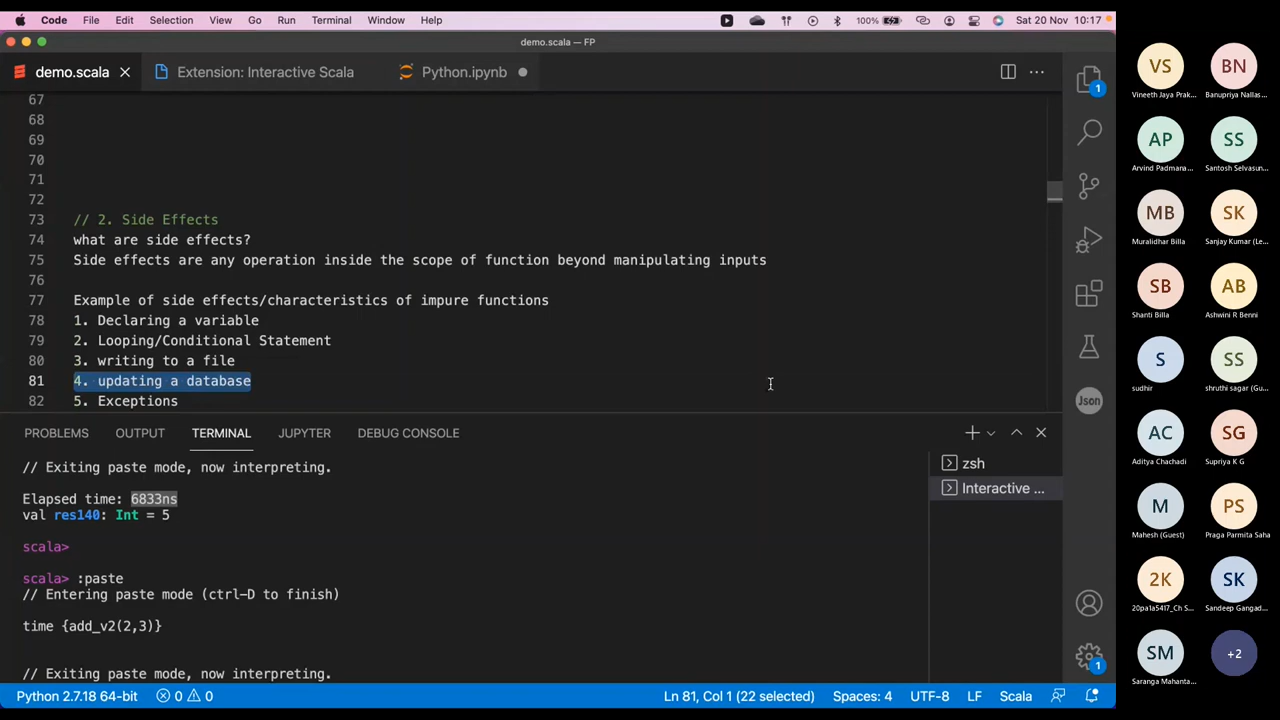 Code File Edit Selection View Go Run Terminal Window Help 100% Sat 20 Nov 10:17
demo.scala — FP
demo.scala Extension: Interactive Scala Python.ipynb
67
68
69
70
71
72
73 // 2. Side Effects
74 what are side effects?
75 Side effects are any operation inside the scope of function beyond manipulating inputs
76
77 Example of side effects/characteristics of impure functions
78 1. Declaring a variable
79 2. Looping/Conditional Statement
80 3. writing to a file
81 4. updating a database
82 5. Exceptions
PROBLEMS OUTPUT TERMINAL JUPYTER DEBUG CONSOLE
// Exiting paste mode, now interpreting.
Elapsed time: 6833ns
val res140: Int = 5
scala>
scala> :paste
// Entering paste mode (ctrl-D to finish)
time {add_v2(2,3)}
// Exiting paste mode, now interpreting.
zsh
Interactive ...
1
Json
1
Python 2.7.18 64-bit 0 0 Ln 81, Col 1 (22 selected) Spaces: 4 UTF-8 LF Scala
VS BN
Vineeth Jaya Prak... Banupriya Nallas...
AP SS
Arvind Padmana... Santosh Selvasun...
MB SK
Muralidhar Billa Sanjay Kumar (Le...
SB AB
Shanti Billa Ashwini R Benni
S SS
sudhir shruthi sagar (Gu...
AC SG
Aditya Chachadi Supriya K G
M PS
Mahesh (Guest) Praga Parmita Saha
2K SK
20pa1a5417_Ch S... Sandeep Gangad...
SM +2
Saranga Mahanta...